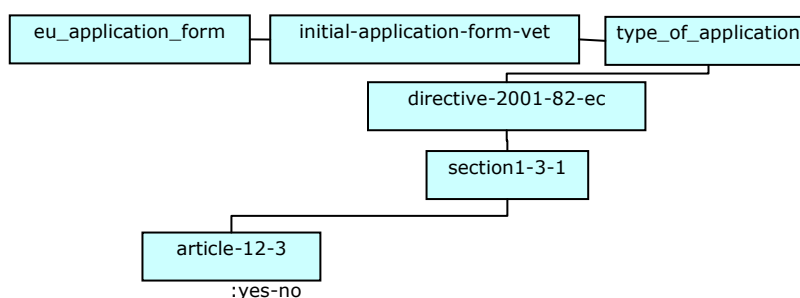 eu_application_form
initial-application-form-vet
type_of_application
directive-2001-82-ec
section1-3-1
article-12-3
:yes-no